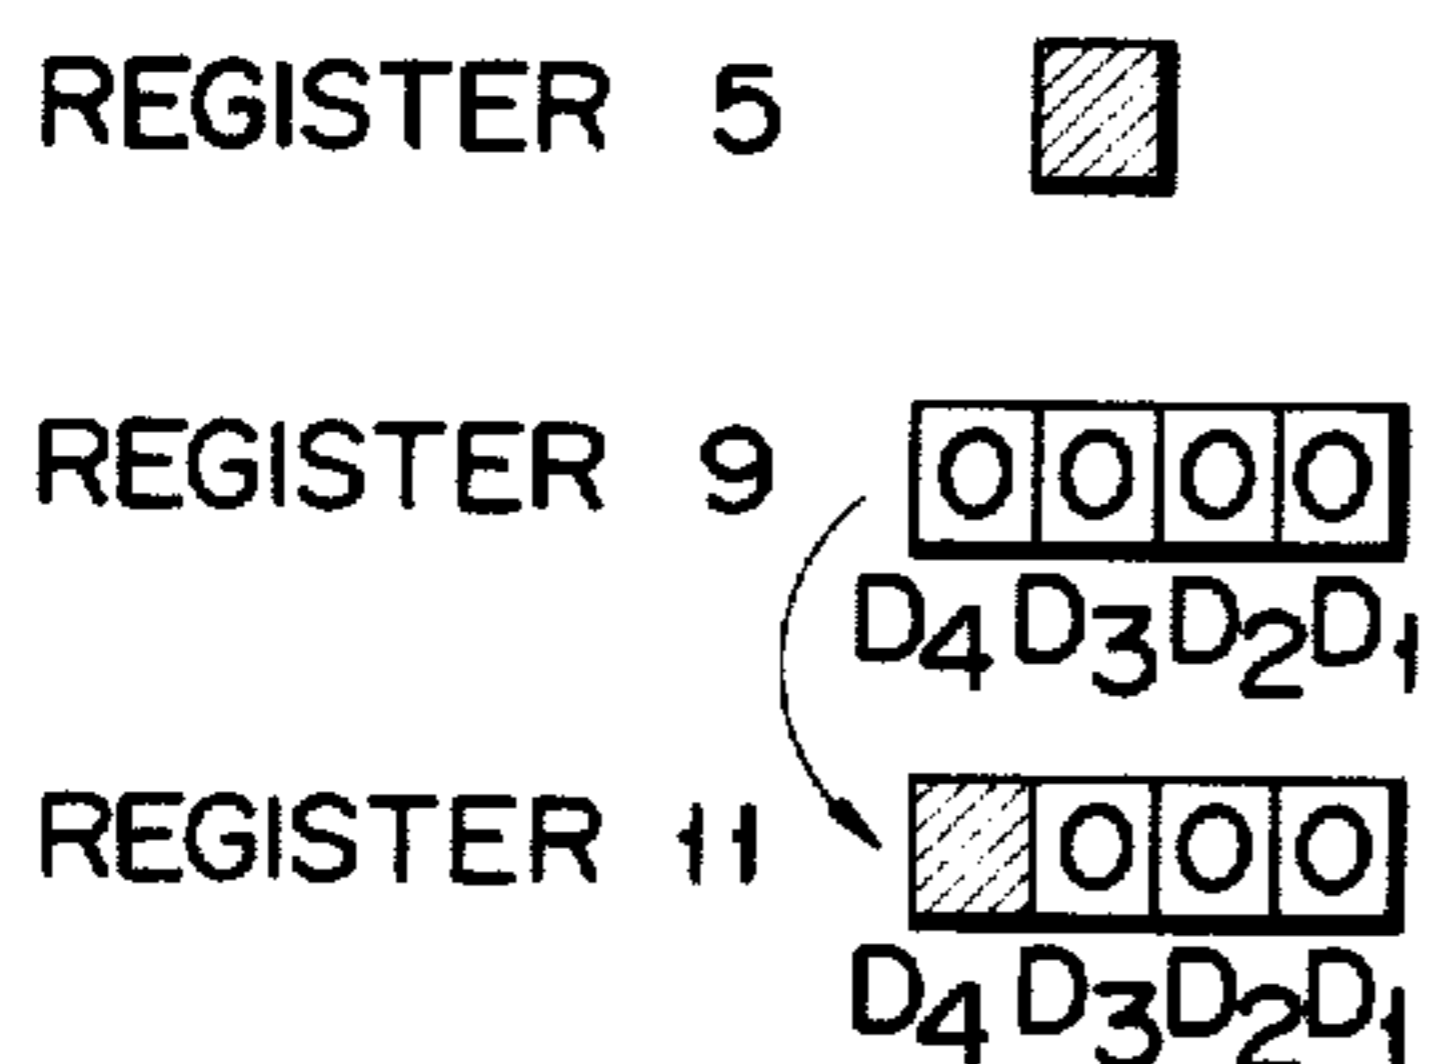 REGISTER 5
REGISTER 9 0 0 0 0
D4 D3 D2 D1
REGISTER 11 0 0 0
D4 D3 D2 D1